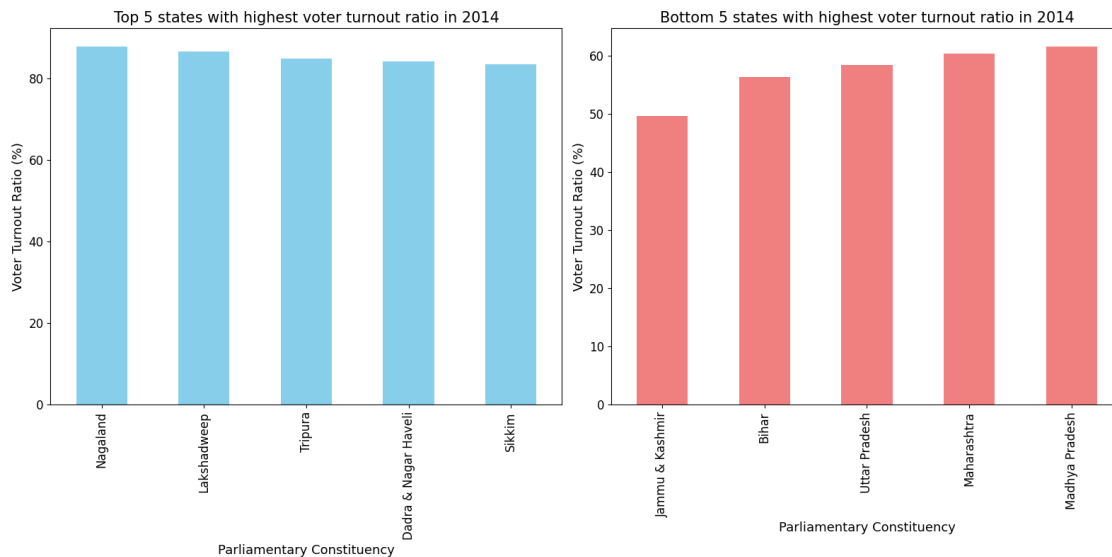 Top 5 states with highest voter turnout ratio in 2014
Voter Turnout Ratio (%)
80
60
40
20
0
Nagaland
Lakshadweep
Tripura
Dadra & Nagar Haveli
Sikkim
Parliamentary Constituency
Bottom 5 states with highest voter turnout ratio in 2014
Voter Turnout Ratio (%)
60
50
40
30
20
10
0
Jammu & Kashmir
Bihar
Uttar Pradesh
Maharashtra
Madhya Pradesh
Parliamentary Constituency